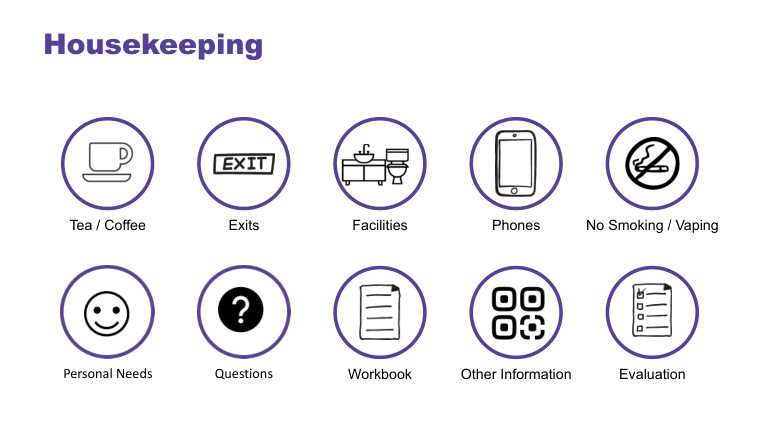 Housekeeping
EXIT
Tea / Coffee
Exits
Facilities
Phones
No Smoking / Vaping
?
Personal Needs
Questions
Workbook
Other Information
Evaluation